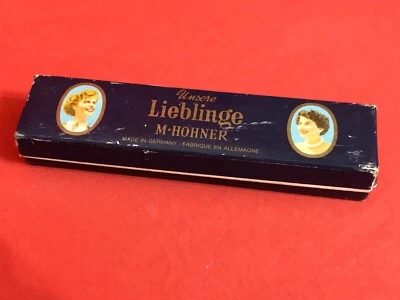 Unsere
Lieblinge
M·HOHNER
MADE IN GERMANY · FABRIQUE EN ALLEMAGNE